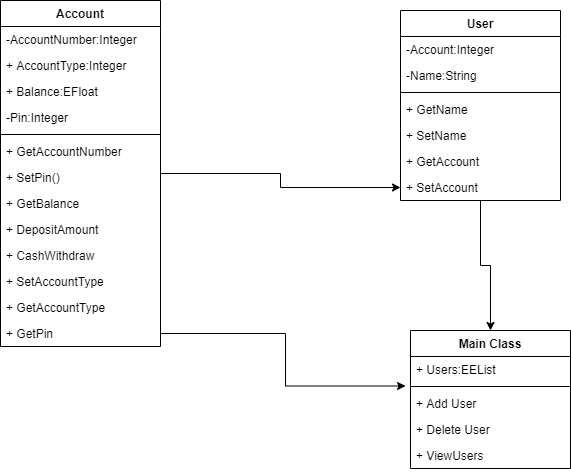 Account
-AccountNumber:Integer
+ AccountType:Integer
+ Balance:EFloat
-Pin:Integer
+ GetAccountNumber
+ SetPin()
+ GetBalance
+ DepositAmount
+ CashWithdraw
+ SetAccountType
+ GetAccountType
+ GetPin
User
-Account:Integer
-Name:String
+ GetName
+ SetName
+ GetAccount
+ SetAccount
Main Class
+ Users:EEList
+ Add User
+ Delete User
+ ViewUsers